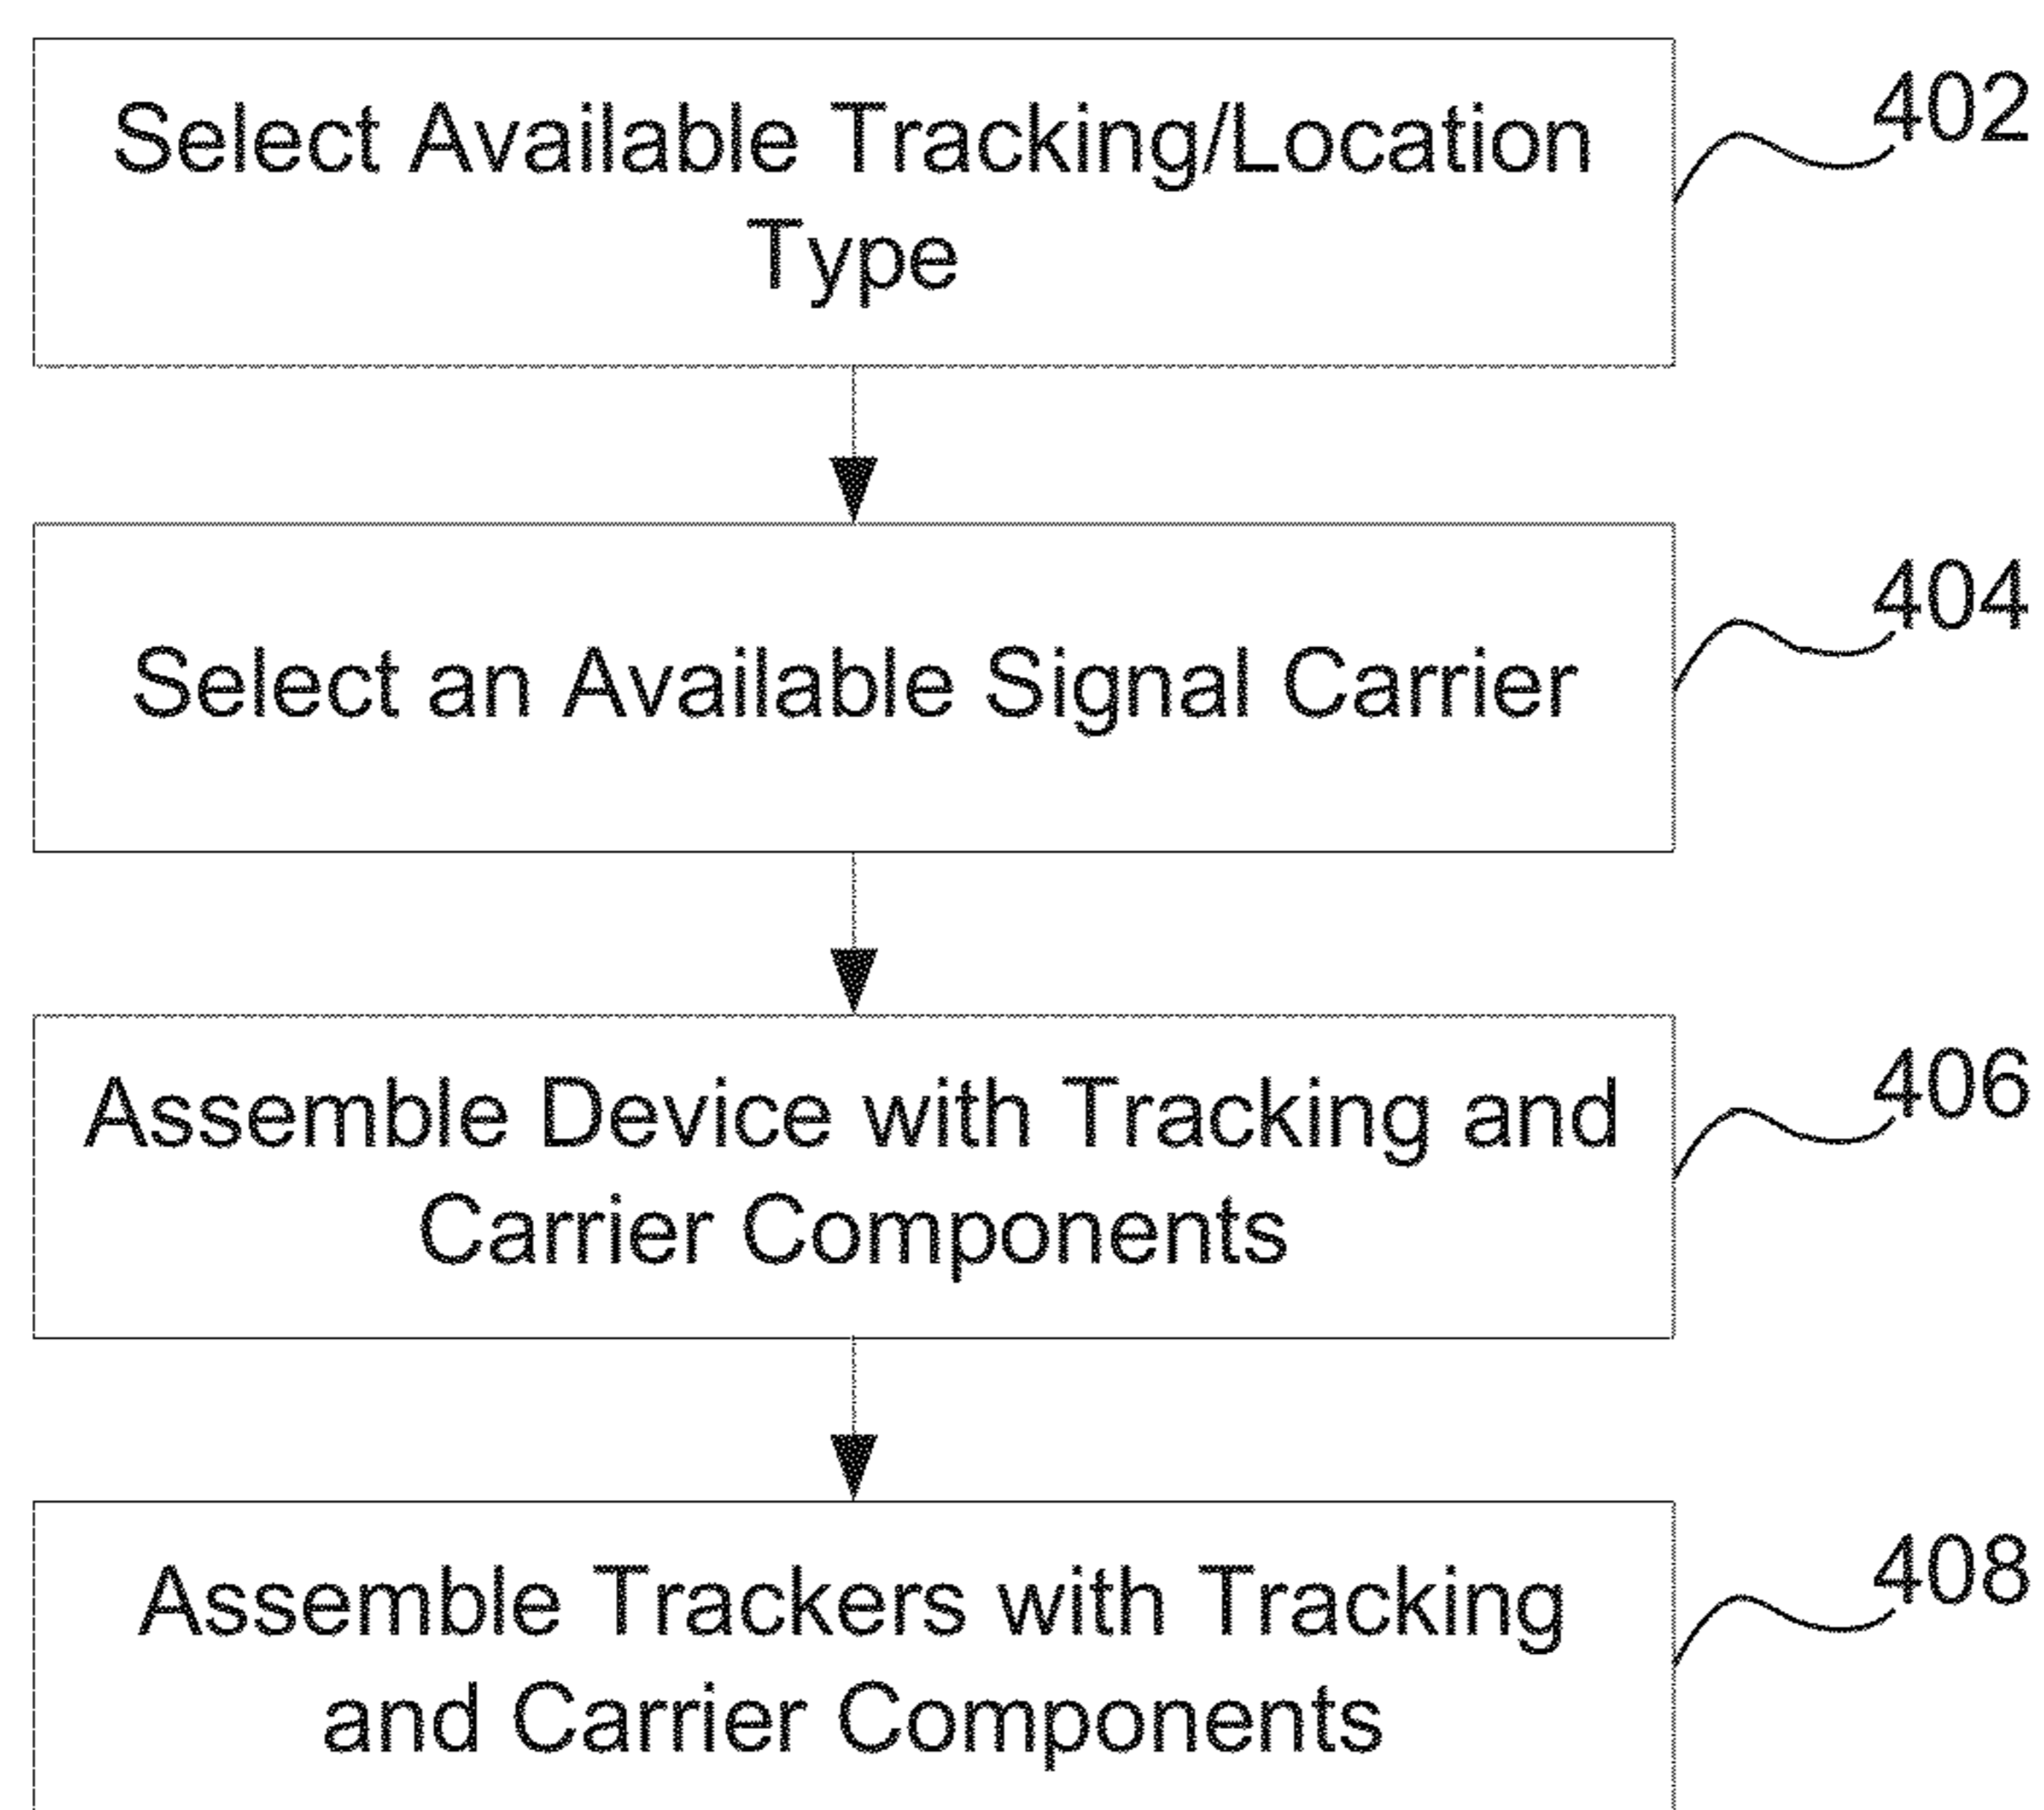 Select Available Tracking/Location
Type
402
Select an Available Signal Carrier
404
Assemble Device with Tracking and
Carrier Components
406
Assemble Trackers with Tracking
and Carrier Components
408